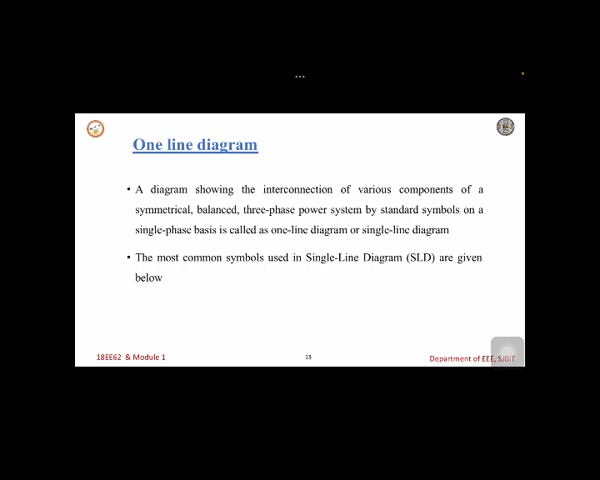 One line diagram
• A diagram showing the interconnection of various components of a
symmetrical, balanced, three-phase power system by standard symbols on a
single-phase basis is called as one-line diagram or single-line diagram
• The most common symbols used in Single-Line Diagram (SLD) are given
below
18EE62 & Module 1
13
Department of EEE, SJBIT